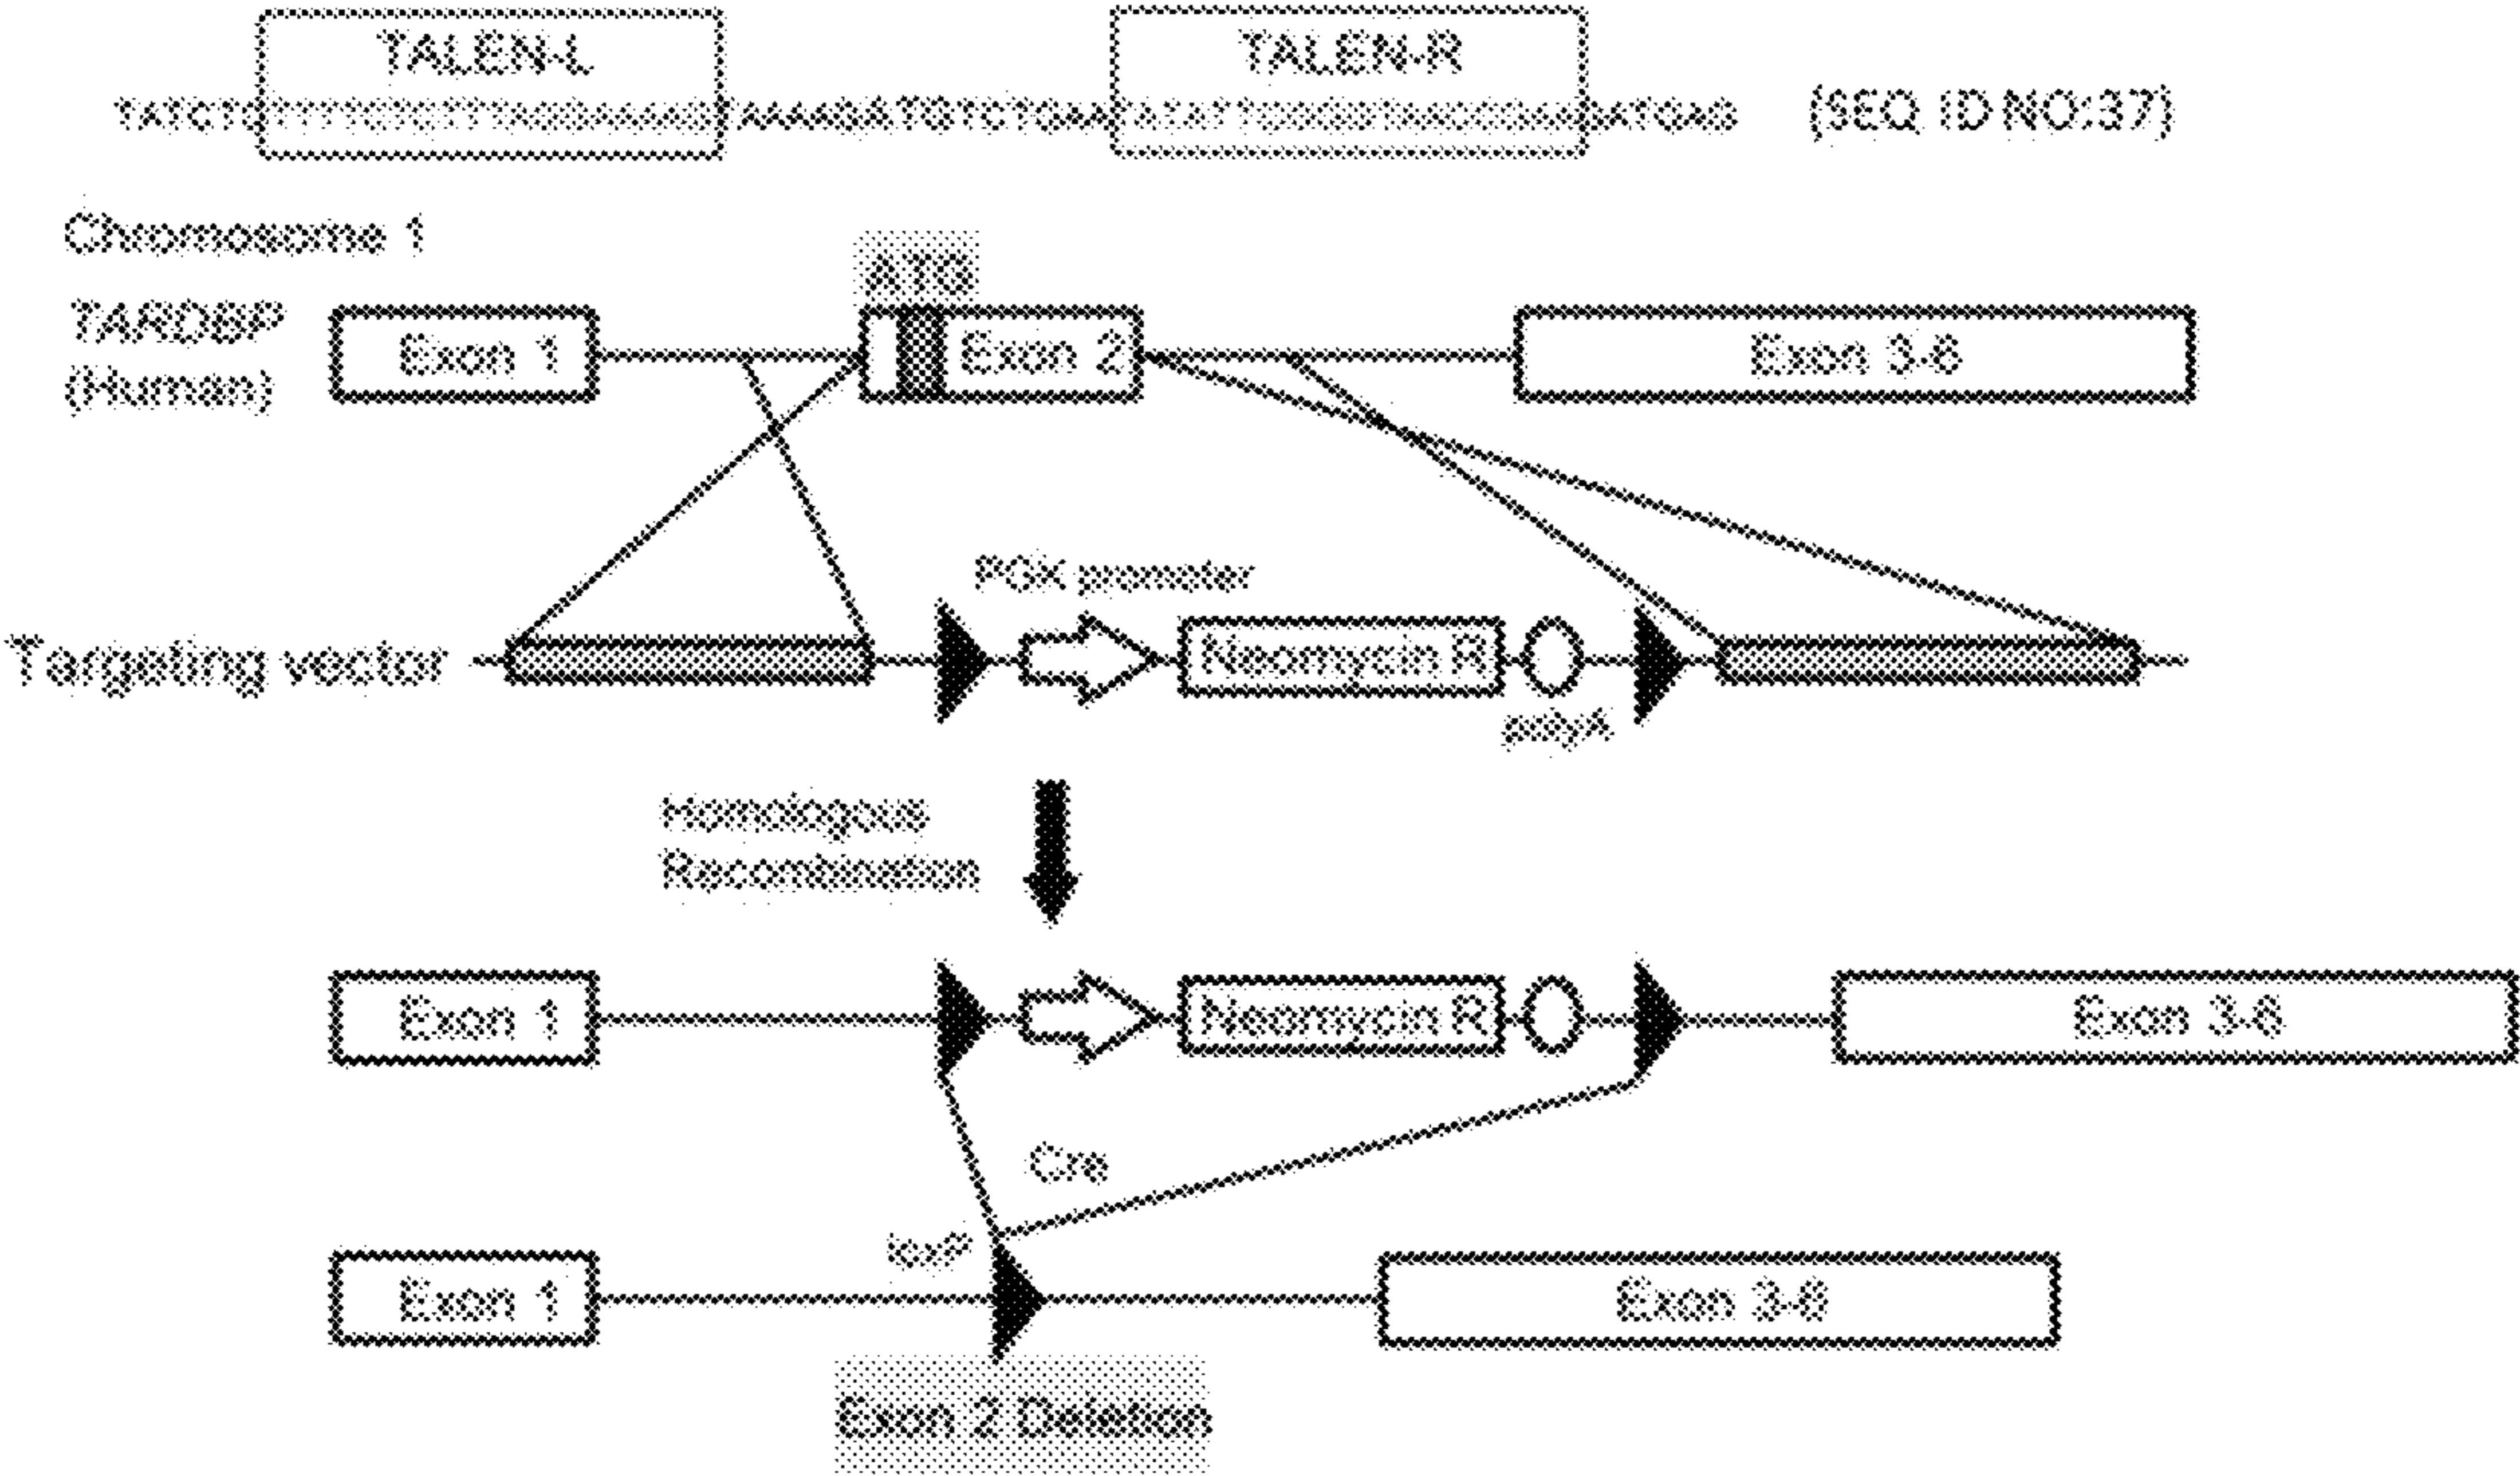 TALEN-L
TALEN-R
(SEQ ID NO:37)
Chromosome 1
ATG
TARDBP
(Human)
Exon 1
Exon 2
Exon 3-6
PGK promoter
Targeting vector
Neomycin R
polyA
Homologous
Recombination
Exon 1
Neomycin R
Exon 3-6
Cre
loxP
Exon 1
Exon 3-6
Exon 2 Deletion